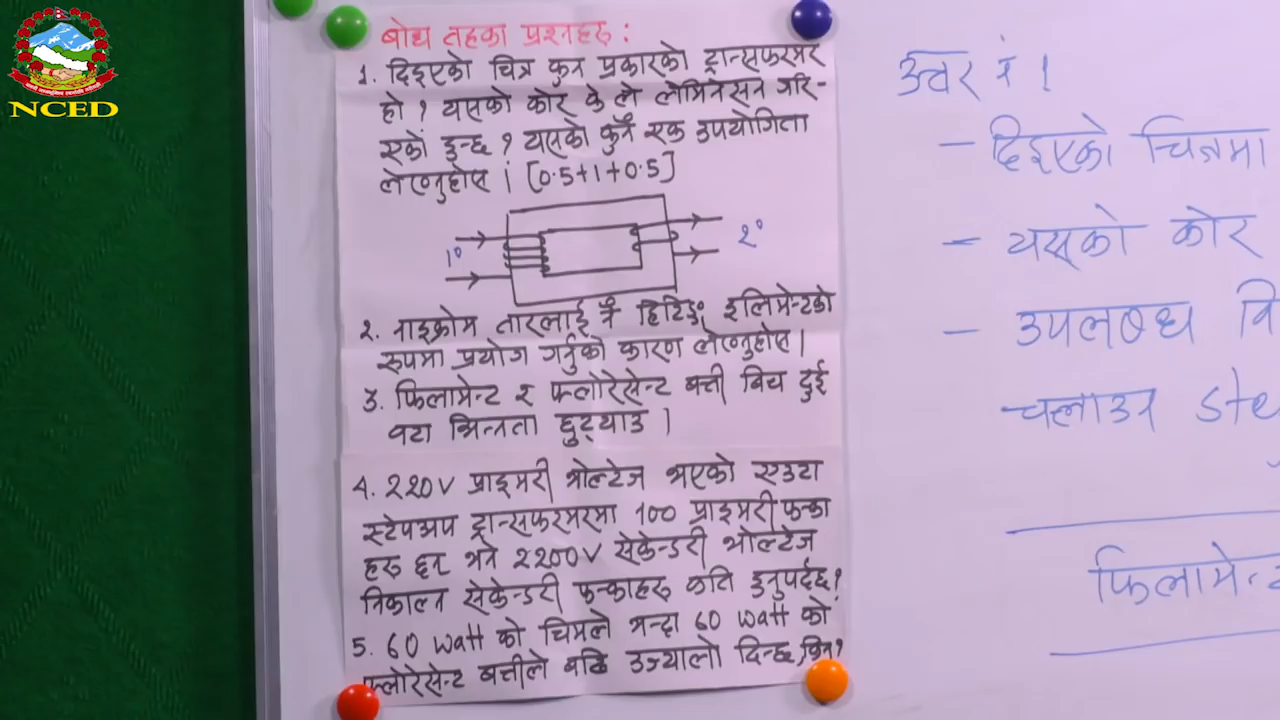 NCED
बोध तहका प्रश्नहरु :
1. दिइएको चित्र कुन प्रकारको ट्रान्सफरमर
हो ? यसको कोर के ले लेमिनेसन गरि-
एको हुन्छ ? यसको कुनै एक उपयोगिता
लेख्नुहोस । [0.5+1+0.5]
1° 2°
२. नाइक्रोम तारलाई नै हिटिङ्ग इलिमेन्टको
रुपमा प्रयोग गर्नुको कारण लेख्नुहोस ।
3. फिलामेन्ट र फ्लोरेसेन्ट बत्ती बिच दुई
वटा भिन्नता छुट्याउ ।
4. 220V प्राइमरी भोल्टेज भएको एउटा
स्टेपअप ट्रान्सफरमरमा 100 प्राइमरी फन्का
हरु छन भने 2200V सेकेन्डरी भोल्टेज
निकाल्न सेकेन्डरी फन्काहरु कति हुनुपर्दछ?
5. 60 watt को चिमले भन्दा 60 watt को
फ्लोरेसेन्ट बत्तीले बढि उज्यालो दिन्छ, किन?
उत्तर नं १
– दिइएको चित्रमा
– यसको कोर
– उपलब्ध वि
चलाउन ste
फिलामेन्ट